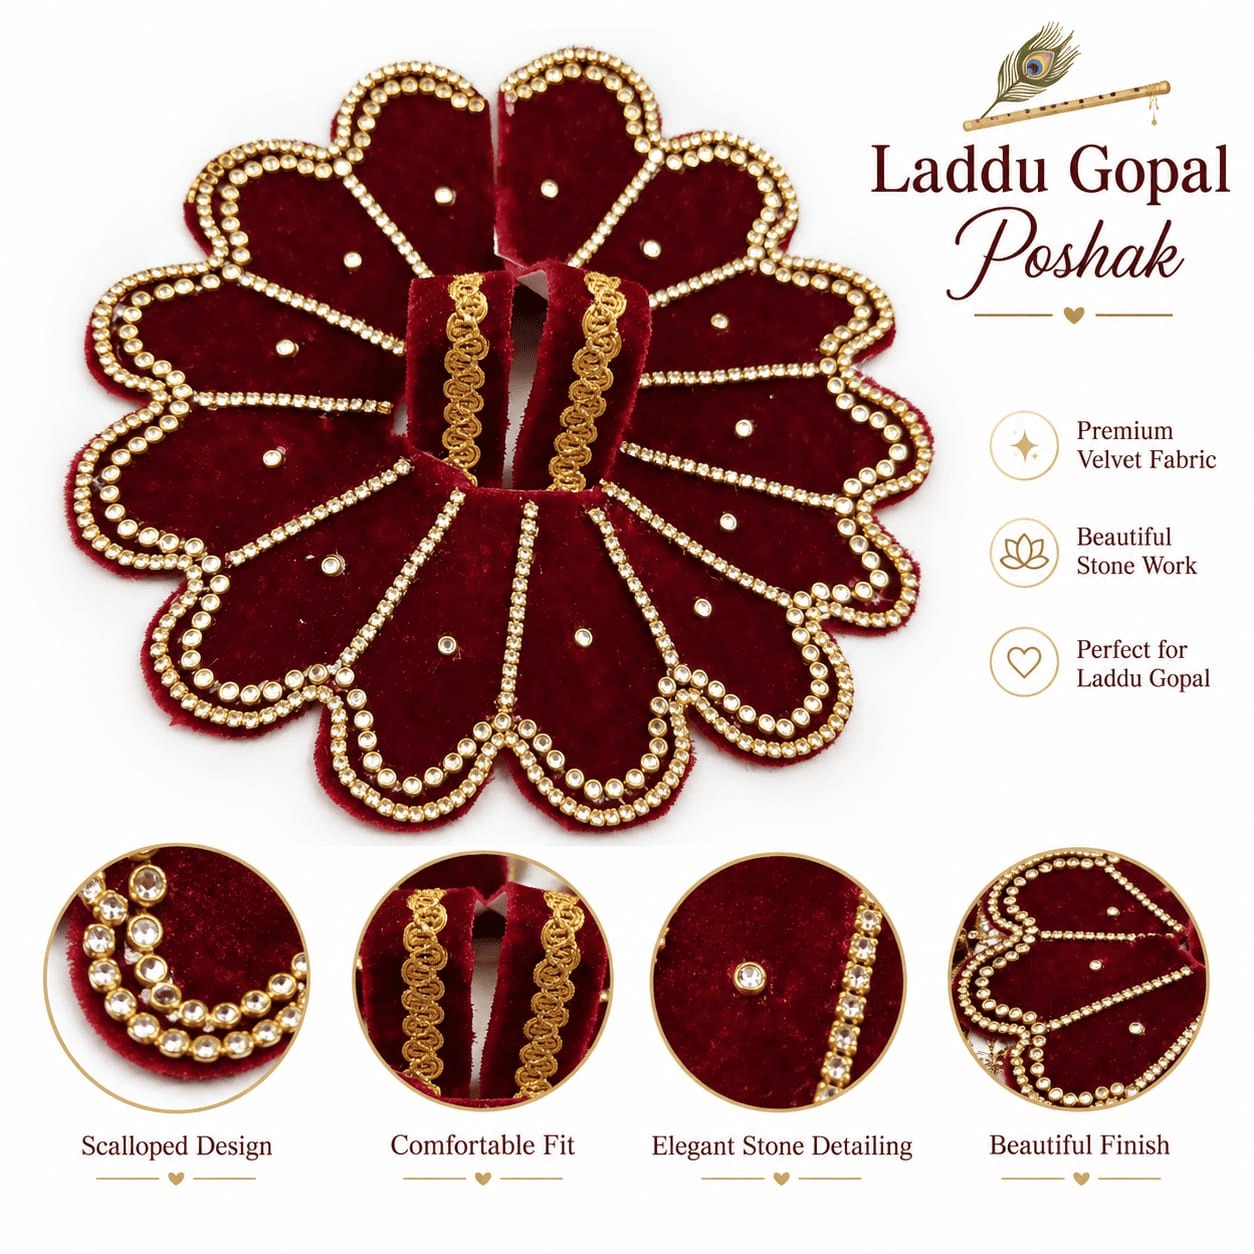 Laddu Gopal
Poshak
Premium
Velvet Fabric
Beautiful
Stone Work
Perfect for
Laddu Gopal
Scalloped Design
Comfortable Fit
Elegant Stone Detailing
Beautiful Finish